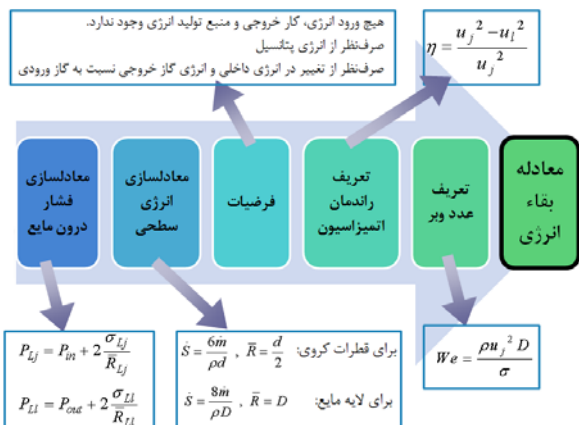 هیچ ورود انرژی، کار خروجی و منبع تولید انرژی وجود ندارد.
صرف‌نظر از انرژی پتانسیل
صرف‌نظر از تغییر در انرژی داخلی و انرژی گاز خروجی نسبت به گاز ورودی
η = (u_j² − u_l²) / u_j²
معادله
بقاء
انرژی
تعریف
عدد وبر
تعریف
راندمان
اتمیزاسیون
فرضیات
معادلسازی
انرژی
سطحی
معادلسازی
فشار
درون مایع
We = ρu_j² D / σ
برای قطرات کروی: Ṡ = 6ṁ / ρd , R̄ = d / 2
برای لایه مایع: Ṡ = 8ṁ / ρD , R̄ = D
P_Lj = P_in + 2 σ_Lj / R̄_Lj
P_Ll = P_out + 2 σ_Ll / R̄_Ll